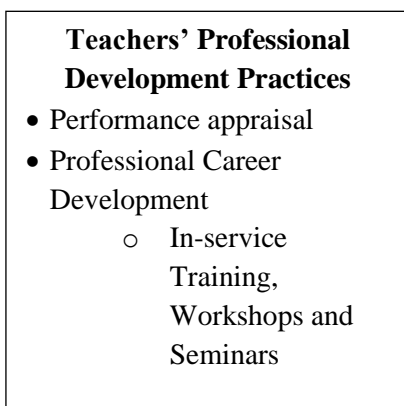 Teachers’ Professional
Development Practices
• Performance appraisal
• Professional Career
Development
o In-service
Training,
Workshops and
Seminars